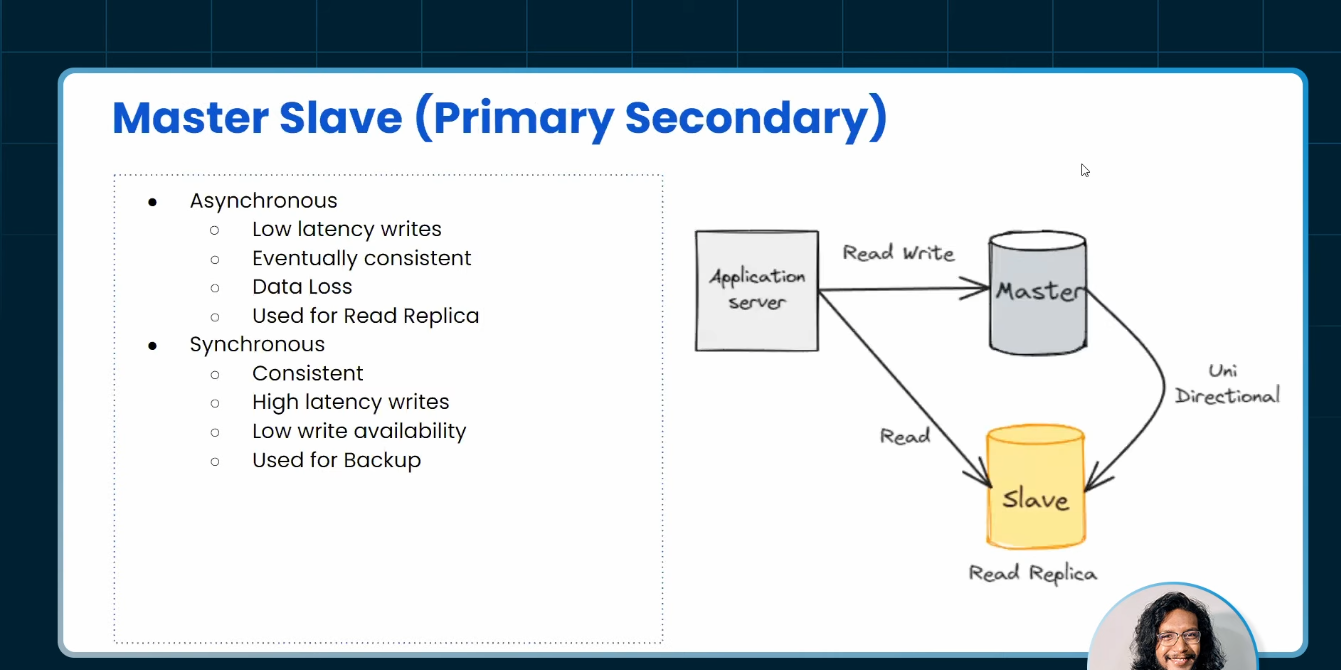 Master Slave (Primary Secondary)
Asynchronous
Low latency writes
Eventually consistent
Data Loss
Used for Read Replica
Synchronous
Consistent
High latency writes
Low write availability
Used for Backup
Application
server
Read Write
Master
Uni
Directional
Read
Slave
Read Replica